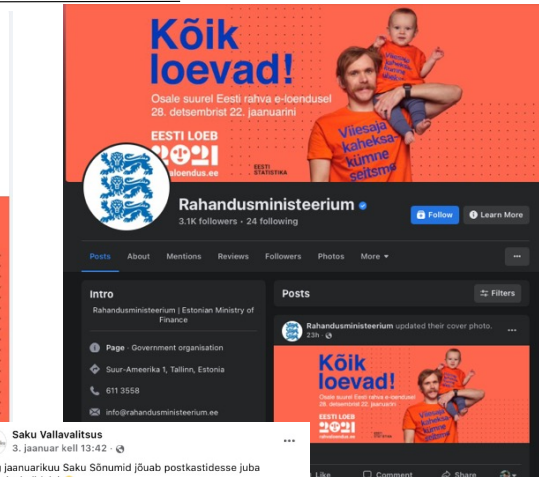 Kõik
loevad!
Osale suurel Eesti rahva e-loendusel
28. detsembrist 22. jaanuarini
EESTI LOEB
2021
EESTI
STATISTIKA
Viiesaja
kaheksa-
kümne
seitsme
Rahandusministeerium
3.1K followers • 24 following
Follow
Learn More
Posts About Mentions Reviews Followers Photos More
Intro
Rahandusministeerium | Estonian Ministry of
Finance
Page · Government organisation
Suur-Ameerika 1, Tallinn, Estonia
611 3558
info@rahandusministeerium.ee
Posts
Filters
Rahandusministeerium updated their cover photo.
23h
Kõik
loevad!
Osale suurel Eesti rahva e-loendusel
28. detsembrist 22. jaanuarini
EESTI LOEB
2021
Like Comment Share
Saku Vallavalitsus
3. jaanuar kell 13:42
jaanuarikuu Saku Sõnumid jõuab postkastidesse juba